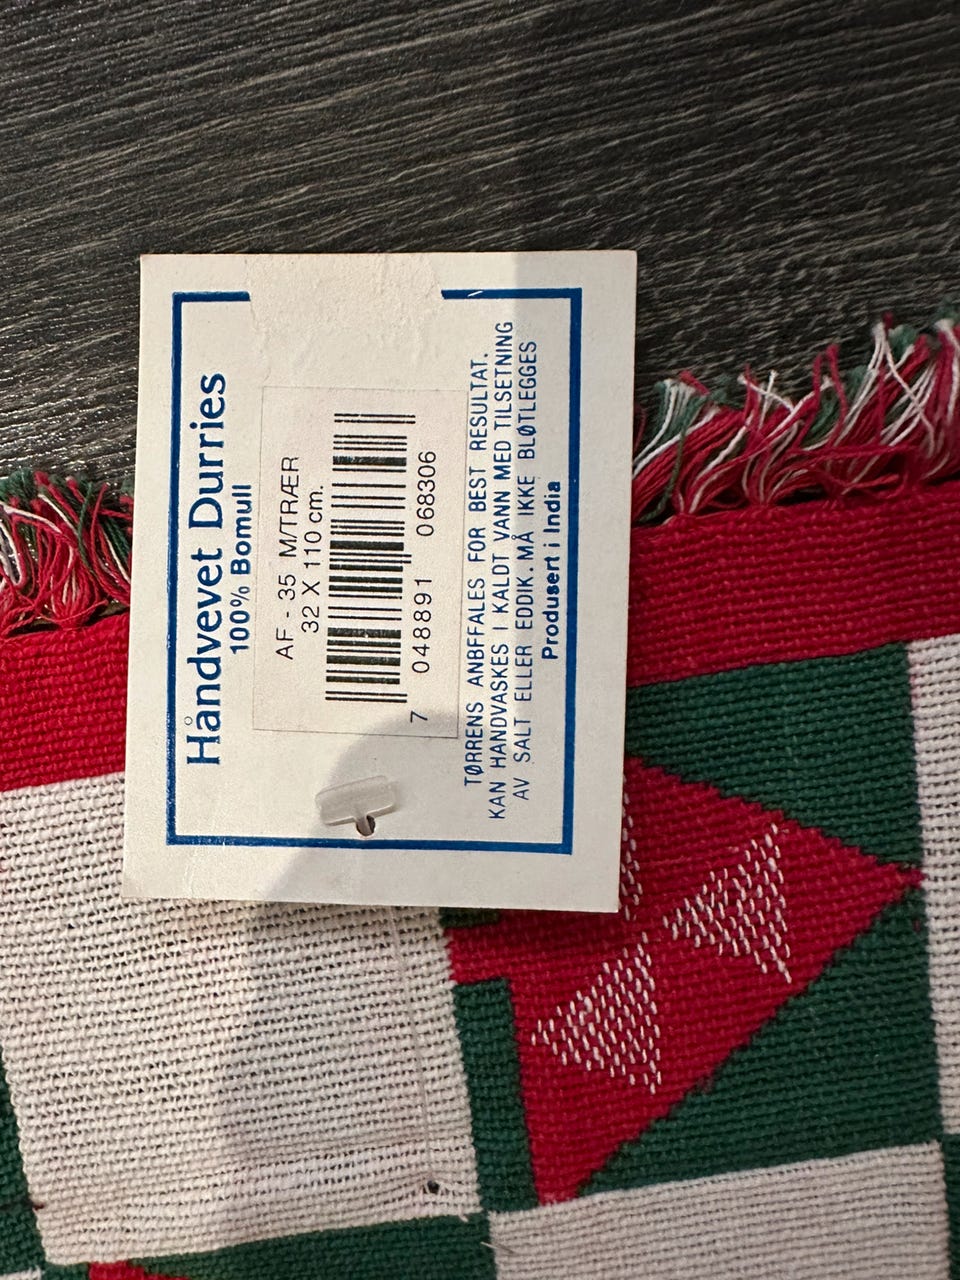 Håndvevet Durries
100% Bomull
AF - 35 M/TRÆR
32 X 110 cm.
7 048891 068306
TØRRENS ANBFFALES FOR BEST RESULTAT.
KAN HANDVASKES I KALDT VANN MED TILSETNING
AV SALT ELLER EDDIK. MÅ IKKE BLØTLEGGES
Produsert i India